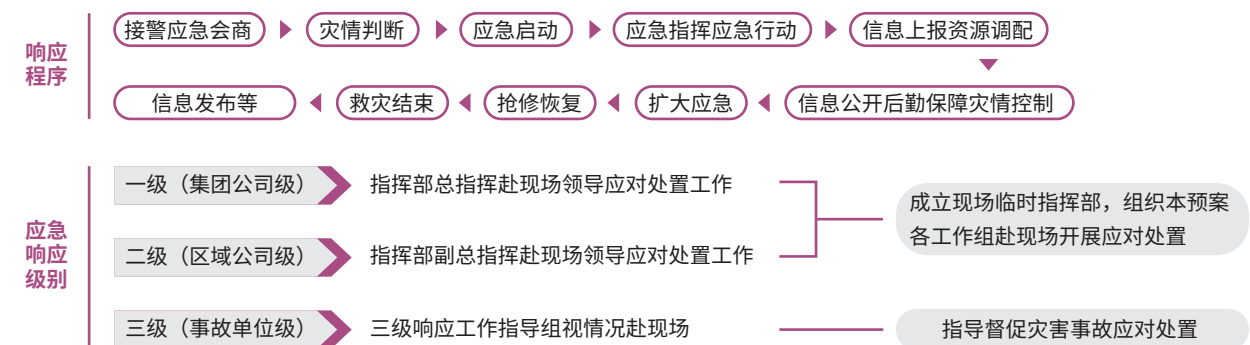 响应
程序
接警应急会商
灾情判断
应急启动
应急指挥应急行动
信息上报资源调配
信息公开后勤保障灾情控制
扩大应急
抢修恢复
救灾结束
信息发布等
应急
响应
级别
一级（集团公司级）
指挥部总指挥赴现场领导应对处置工作
二级（区域公司级）
指挥部副总指挥赴现场领导应对处置工作
成立现场临时指挥部，组织本预案
各工作组赴现场开展应对处置
三级（事故单位级）
三级响应工作指导组视情况赴现场
指导督促灾害事故应对处置